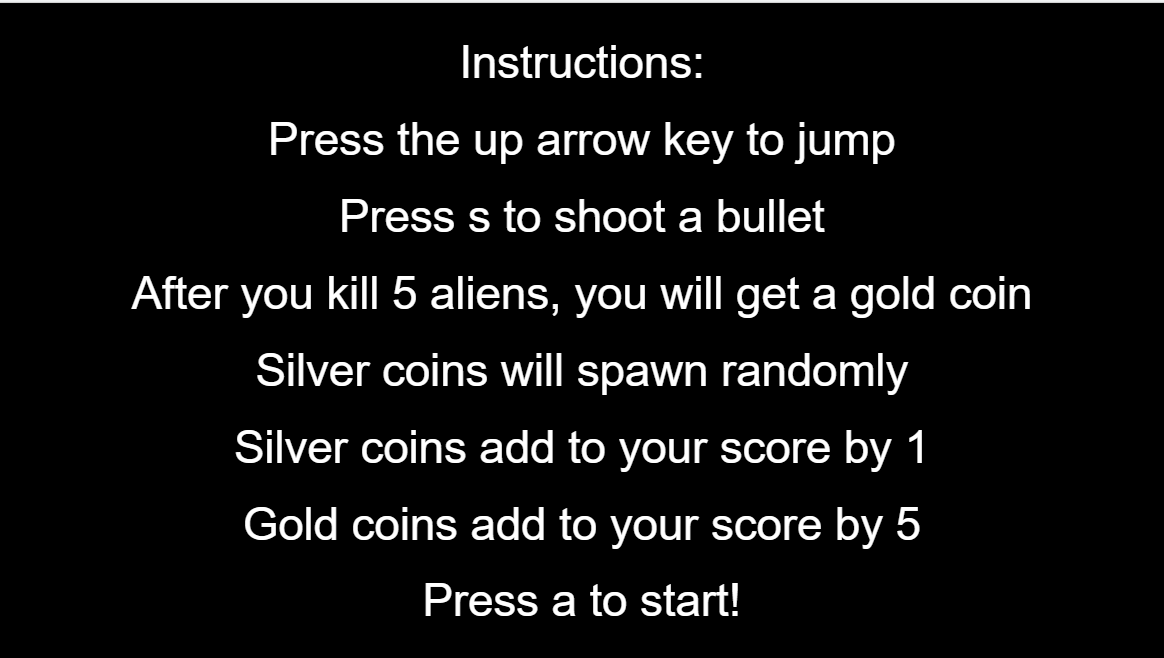 Instructions:
Press the up arrow key to jump
Press s to shoot a bullet
After you kill 5 aliens, you will get a gold coin
Silver coins will spawn randomly
Silver coins add to your score by 1
Gold coins add to your score by 5
Press a to start!